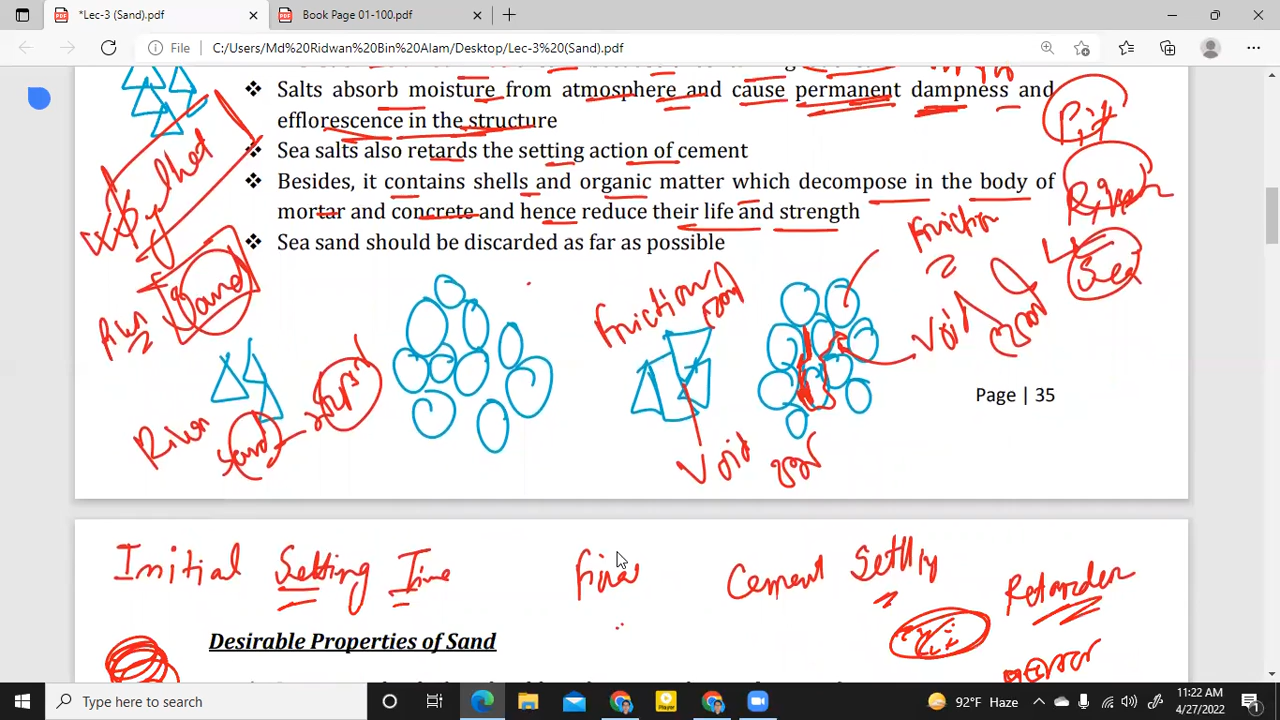 *Lec-3 (Sand).pdf
Book Page 01-100.pdf
File
C:/Users/Md%20Ridwan%20Bin%20Alam/Desktop/Lec-3%20(Sand).pdf
❖ Salts absorb moisture from atmosphere and cause permanent dampness and
efflorescence in the structure
❖ Sea salts also retards the setting action of cement
❖ Besides, it contains shells and organic matter which decompose in the body of
mortar and concrete and hence reduce their life and strength
❖ Sea sand should be discarded as far as possible
Pit
River
Sea
Sylhet
Sand
Friction
Friction
Void
River
Sand
Void
Page | 35
Initial Setting Time
Final
Cement Setting
Retarder
Desirable Properties of Sand
Type here to search
92°F Haze
11:22 AM
4/27/2022